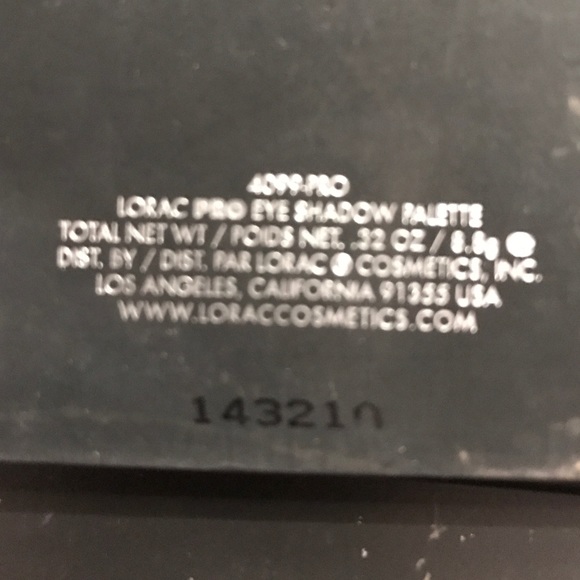 4099-PRO
LORAC PRO EYE SHADOW PALETTE
TOTAL NET WT / POIDS NET. .32 OZ / 8.8g
DIST. BY / DIST. PAR LORAC ® COSMETICS, INC.
LOS ANGELES, CALIFORNIA 91355 USA
WWW.LORACCOSMETICS.COM